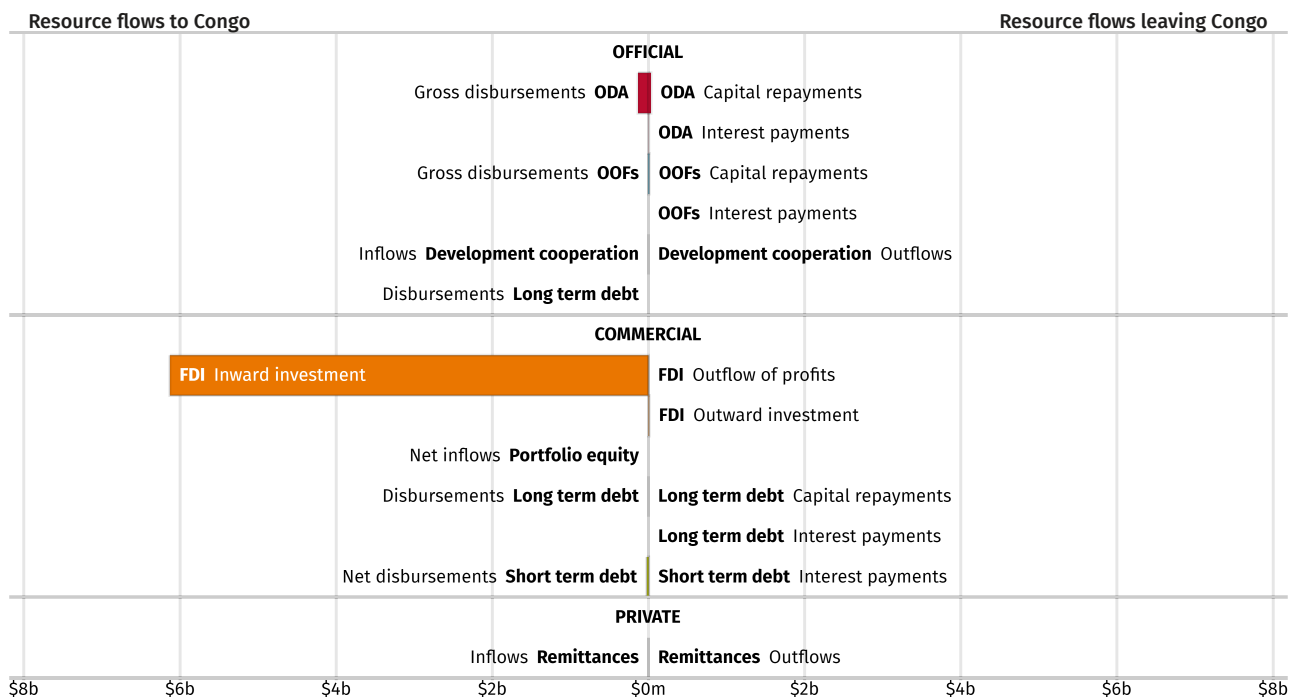 Resource flows to Congo Resource flows leaving Congo
OFFICIAL
Gross disbursements ODA ODA Capital repayments
ODA Interest payments
Gross disbursements OOFs OOFs Capital repayments
OOFs Interest payments
Inflows Development cooperation Development cooperation Outflows
Disbursements Long term debt
COMMERCIAL
FDI Inward investment FDI Outflow of profits
FDI Outward investment
Net inflows Portfolio equity
Disbursements Long term debt Long term debt Capital repayments
Long term debt Interest payments
Net disbursements Short term debt Short term debt Interest payments
PRIVATE
Inflows Remittances Remittances Outflows
$8b $6b $4b $2b $0m $2b $4b $6b $8b